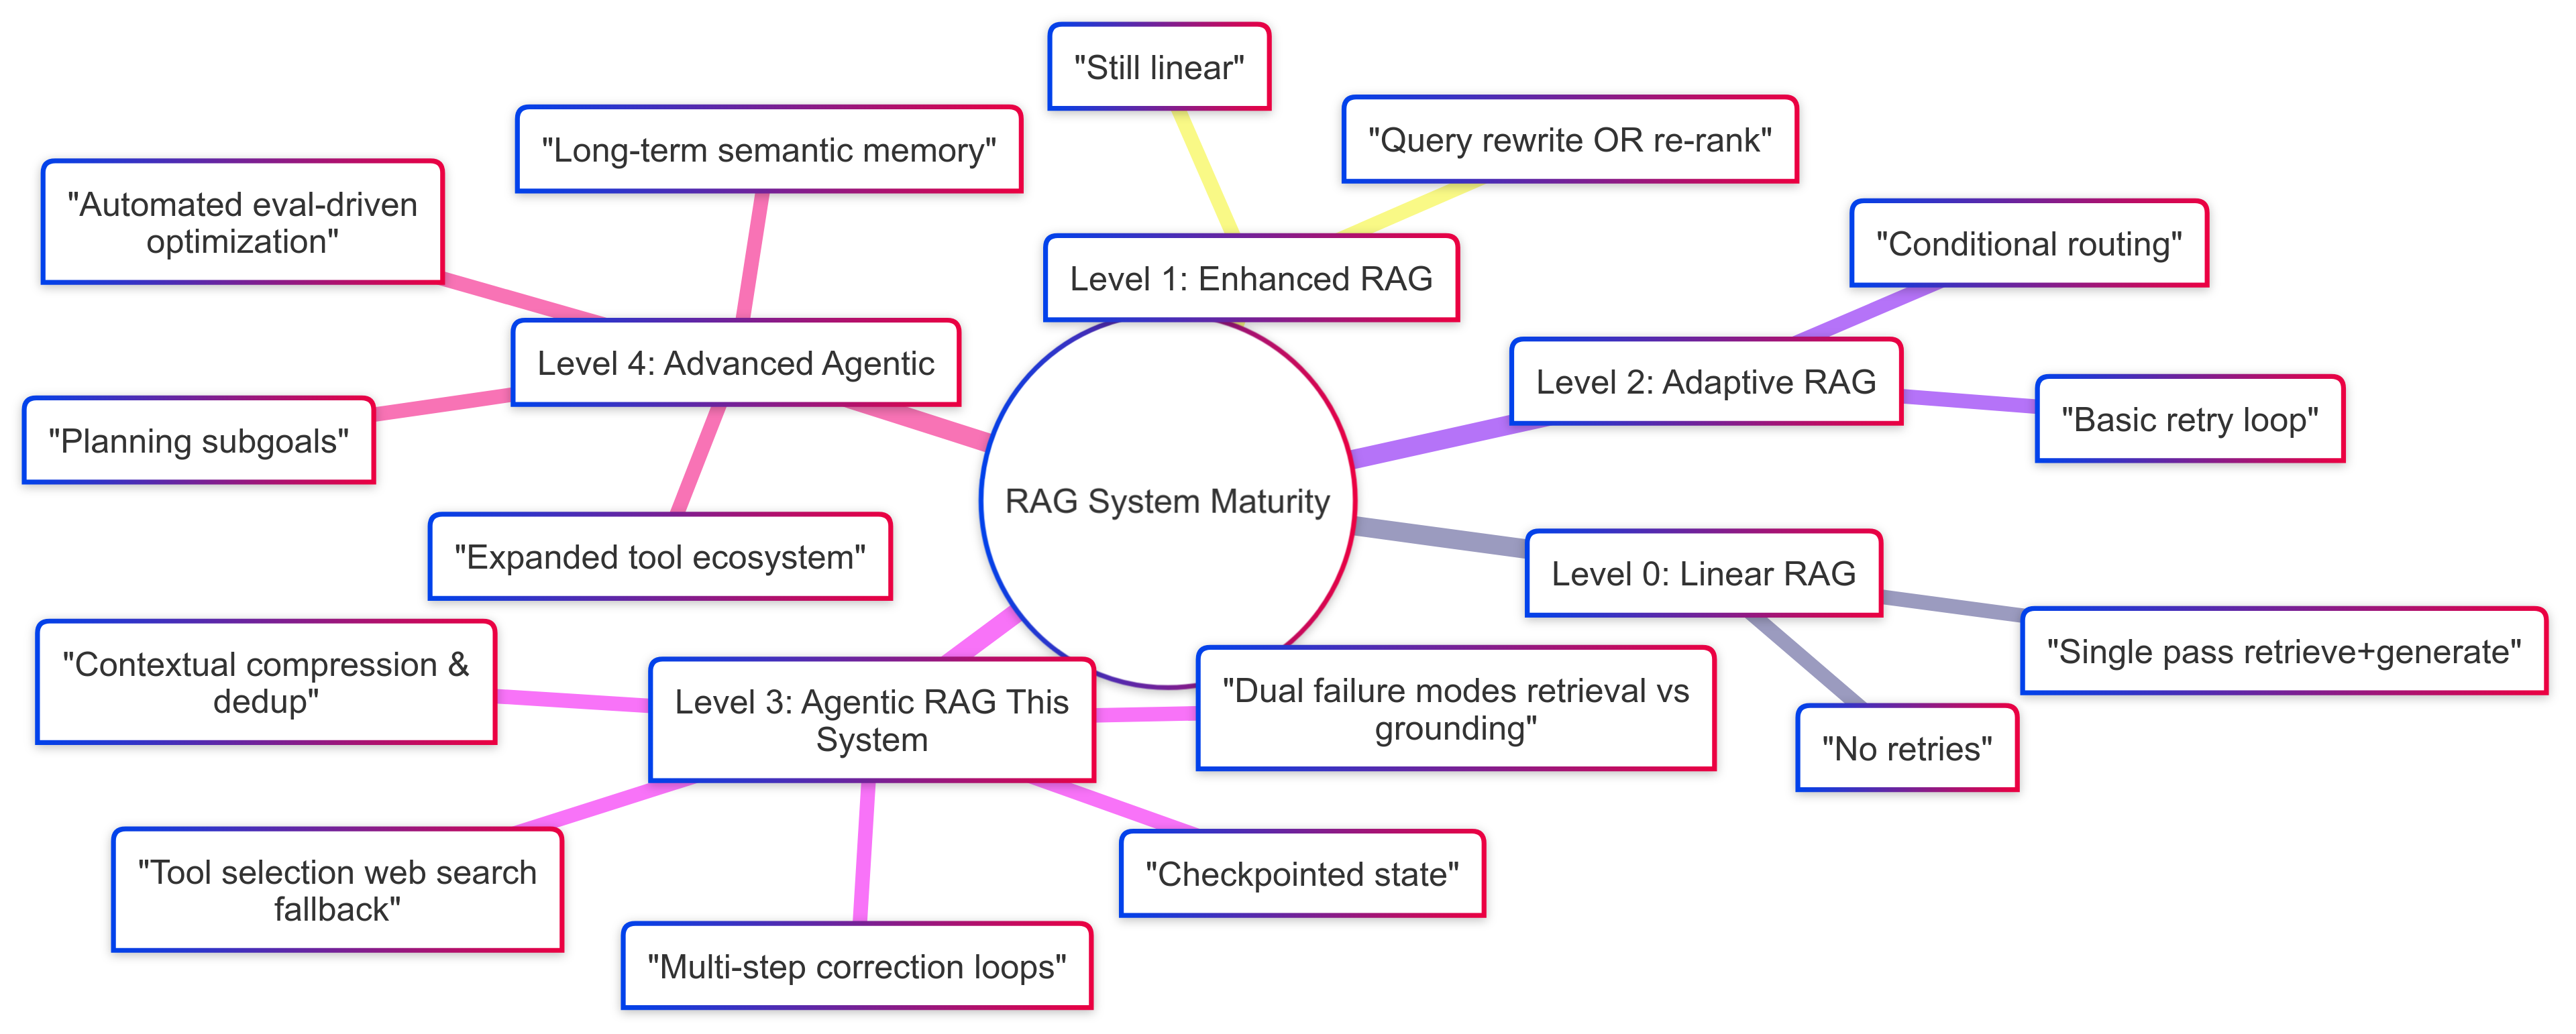 "Still linear"
"Query rewrite OR re-rank"
"Long-term semantic memory"
"Automated eval-driven
optimization"
"Conditional routing"
Level 1: Enhanced RAG
Level 4: Advanced Agentic
Level 2: Adaptive RAG
"Basic retry loop"
"Planning subgoals"
RAG System Maturity
"Expanded tool ecosystem"
Level 0: Linear RAG
"Single pass retrieve+generate"
"Contextual compression &
dedup"
Level 3: Agentic RAG This
System
"Dual failure modes retrieval vs
grounding"
"No retries"
"Tool selection web search
fallback"
"Checkpointed state"
"Multi-step correction loops"